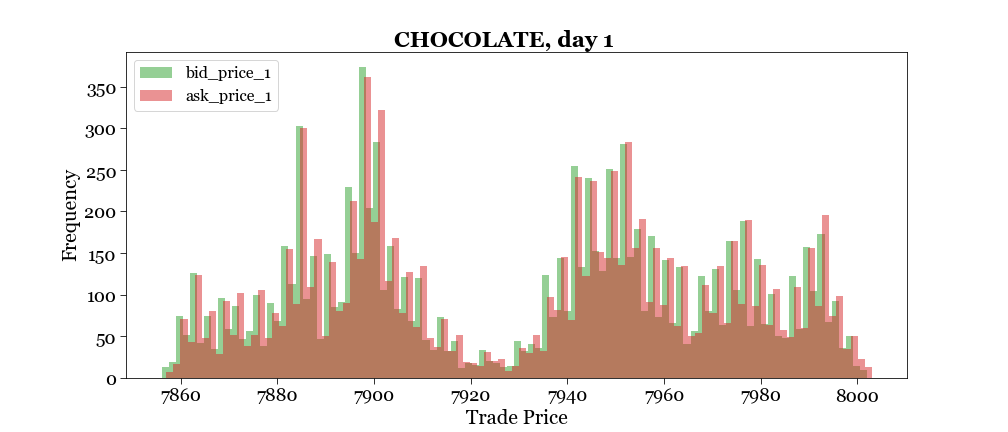 CHOCOLATE, day 1
bid_price_1
ask_price_1
350
300
250
200
150
100
50
0
Frequency
7860 7880 7900 7920 7940 7960 7980 8000
Trade Price